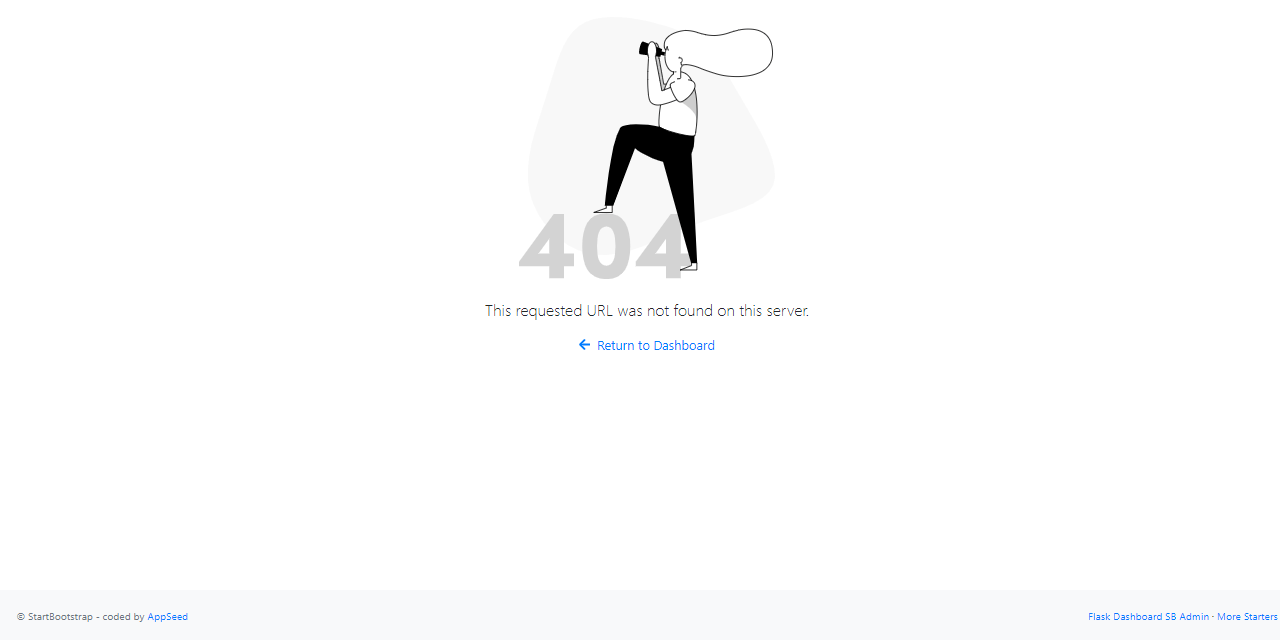 404
This requested URL was not found on this server.
Return to Dashboard
© StartBootstrap - coded by AppSeed
Flask Dashboard SB Admin · More Starters